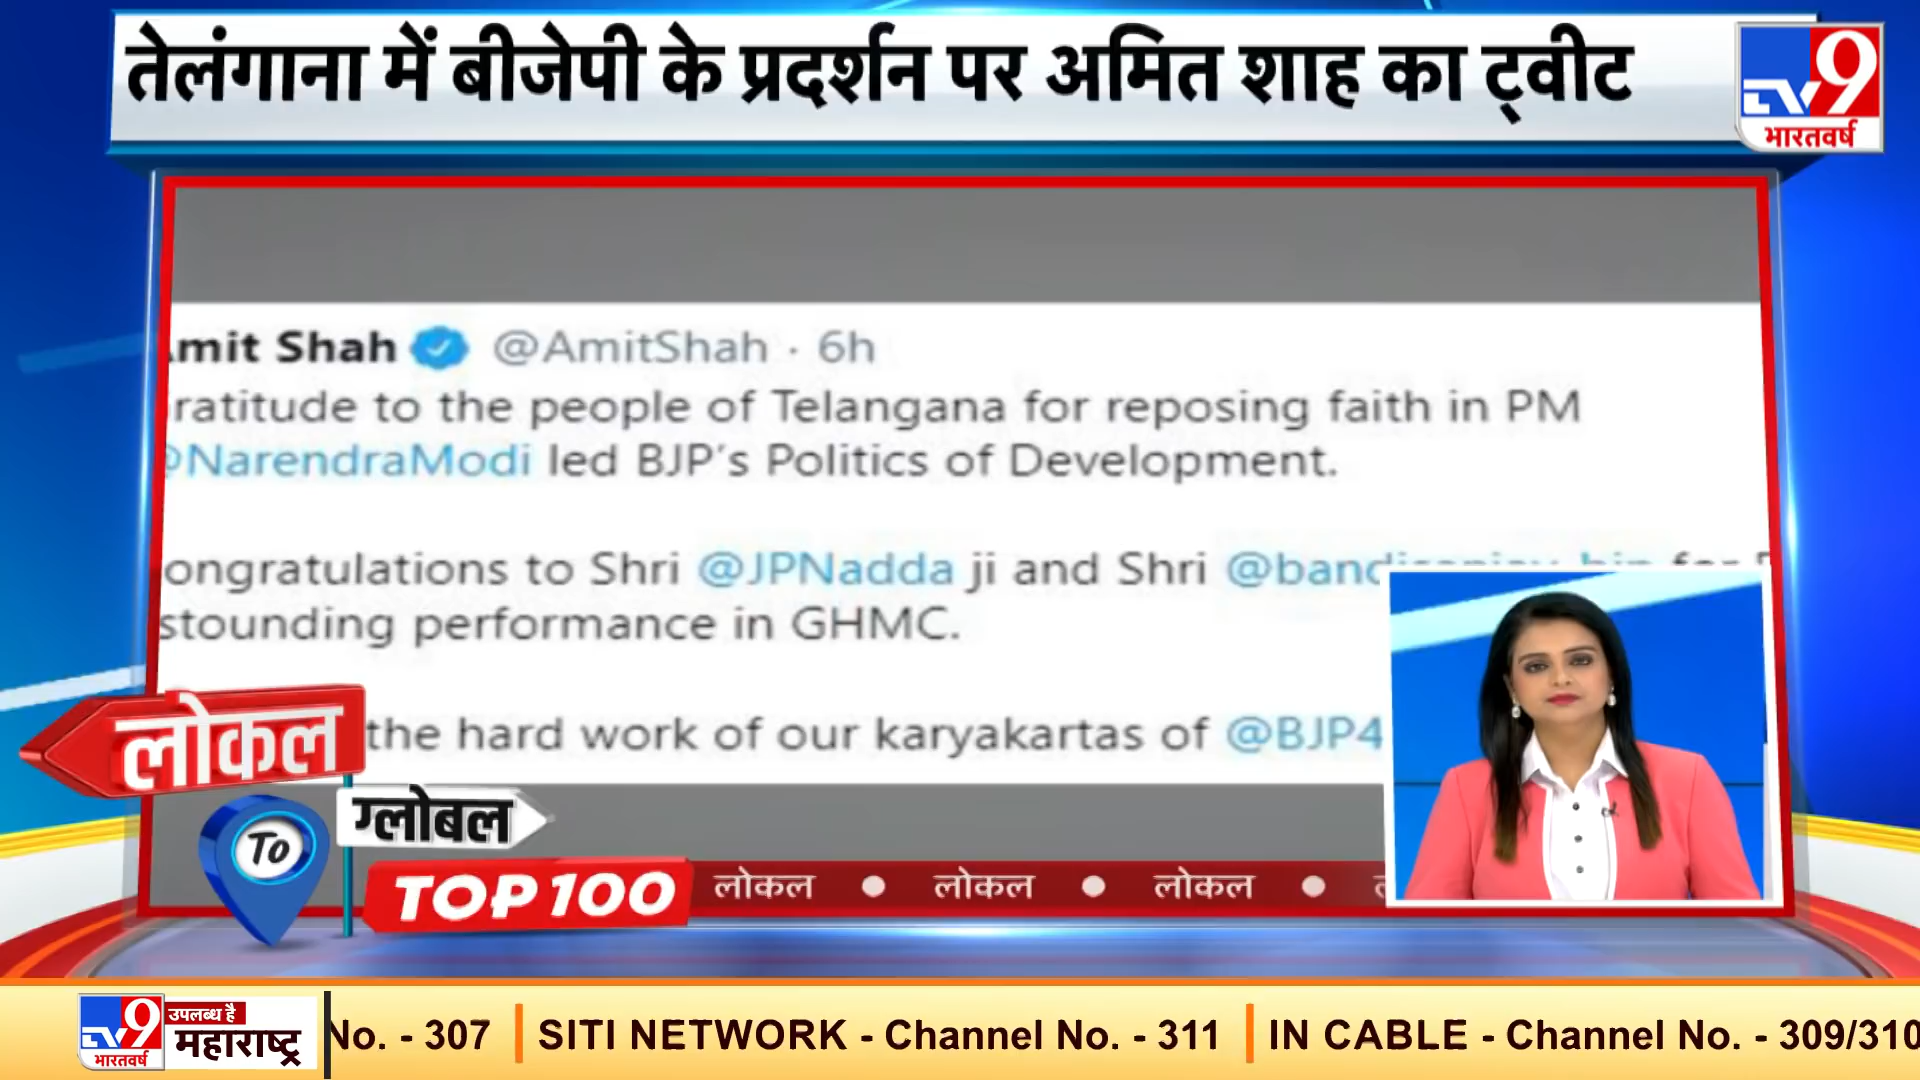 तेलंगाना में बीजेपी के प्रदर्शन पर अमित शाह का ट्वीट
TV9
भारतवर्ष
Amit Shah @AmitShah · 6h
ratitude to the people of Telangana for reposing faith in PM
@NarendraModi led BJP's Politics of Development.
ongratulations to Shri @JPNadda ji and Shri @bandisanjay_bjp for
stounding performance in GHMC.
the hard work of our karyakartas of @BJP4
लोकल
To
ग्लोबल
TOP 100
लोकल ● लोकल ● लोकल ●
TV9
भारतवर्ष
उपलब्ध है
महाराष्ट्र
No. - 307 | SITI NETWORK - Channel No. - 311 | IN CABLE - Channel No. - 309/310